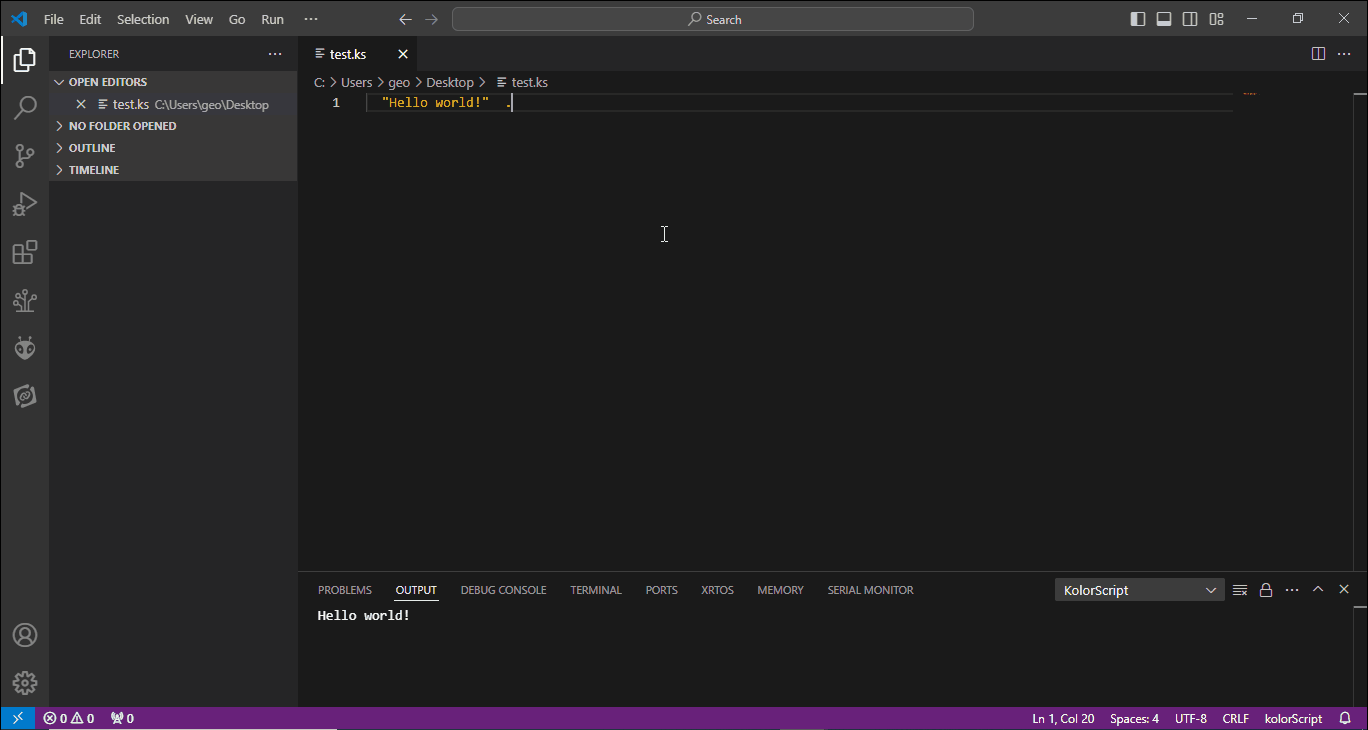 File Edit Selection View Go Run ···
Search
EXPLORER ···
OPEN EDITORS
test.ks C:\Users\geo\Desktop
NO FOLDER OPENED
OUTLINE
TIMELINE
test.ks
C: > Users > geo > Desktop > test.ks
1 "Hello world!" .
PROBLEMS OUTPUT DEBUG CONSOLE TERMINAL PORTS XRTOS MEMORY SERIAL MONITOR KolorScript
Hello world!
0 0 0 Ln 1, Col 20 Spaces: 4 UTF-8 CRLF kolorScript